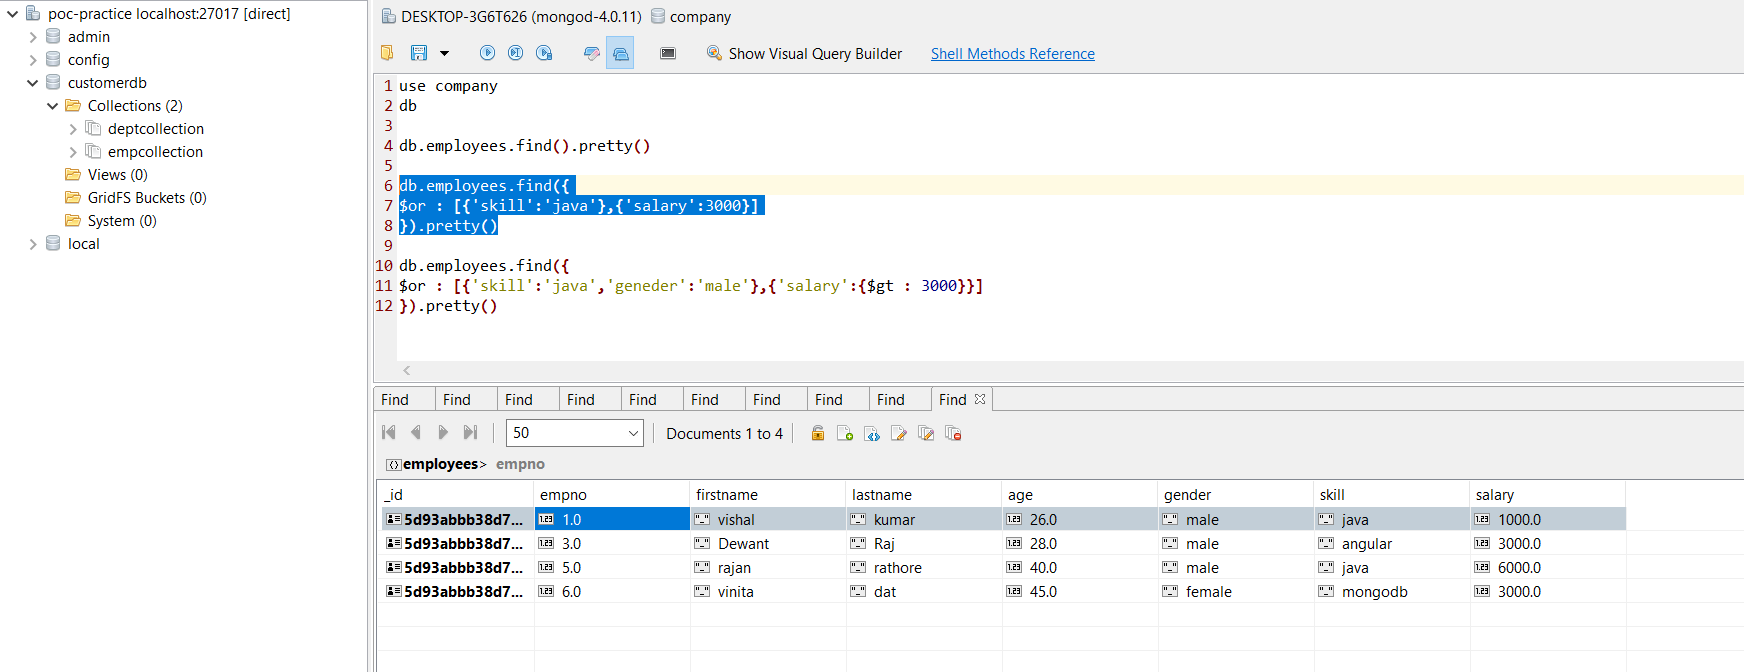 poc-practice localhost:27017 [direct]
admin
config
customerdb
Collections (2)
deptcollection
empcollection
Views (0)
GridFS Buckets (0)
System (0)
local
DESKTOP-3G6T626 (mongod-4.0.11) company
Show Visual Query Builder Shell Methods Reference
1 use company
2 db
3
4 db.employees.find().pretty()
5
6 db.employees.find({
7 $or : [{'skill':'java'},{'salary':3000}]
8 }).pretty()
9
10 db.employees.find({
11 $or : [{'skill':'java','geneder':'male'},{'salary':{$gt : 3000}}]
12 }).pretty()
Find Find Find Find Find Find Find Find Find Find
50 Documents 1 to 4
employees> empno
_id empno firstname lastname age gender skill salary
5d93abbb38d7... 1.0 vishal kumar 26.0 male java 1000.0
5d93abbb38d7... 3.0 Dewant Raj 28.0 male angular 3000.0
5d93abbb38d7... 5.0 rajan rathore 40.0 male java 6000.0
5d93abbb38d7... 6.0 vinita dat 45.0 female mongodb 3000.0